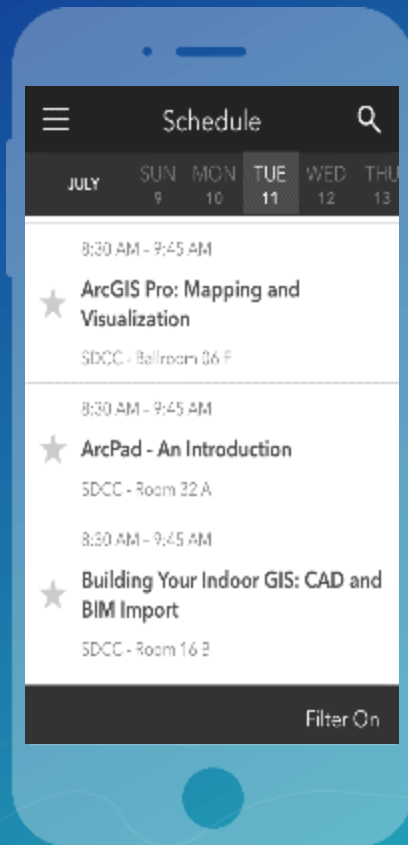 Schedule
JULY
SUN MON TUE WED THU
9 10 11 12 13
8:30 AM - 9:45 AM
ArcGIS Pro: Mapping and
Visualization
SDCC - Ballroom 06 F
8:30 AM - 9:45 AM
ArcPad - An Introduction
SDCC - Room 32 A
8:30 AM - 9:45 AM
Building Your Indoor GIS: CAD and
BIM Import
SDCC - Room 16 B
Filter On